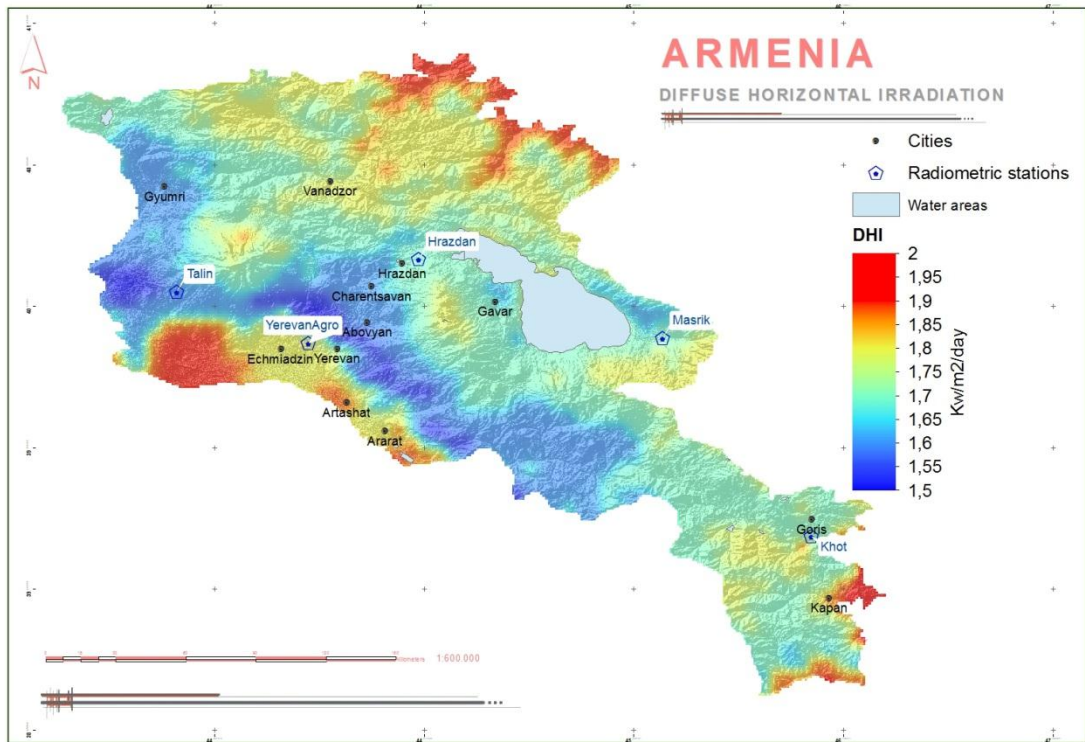 ARMENIA
DIFFUSE HORIZONTAL IRRADIATION
Cities
Radiometric stations
Water areas
DHI
2
1,95
1,9
1,85
1,8
1,75
1,7
1,65
1,6
1,55
1,5
Kw/m2/day
N
Gyumri
Vanadzor
Hrazdan
Hrazdan
Talin
Charentsavan
Gavar
Masrik
YerevanAgro
Abovyan
Echmiadzin
Yerevan
Artashat
Ararat
Goris
Khot
Kapan
1:600.000